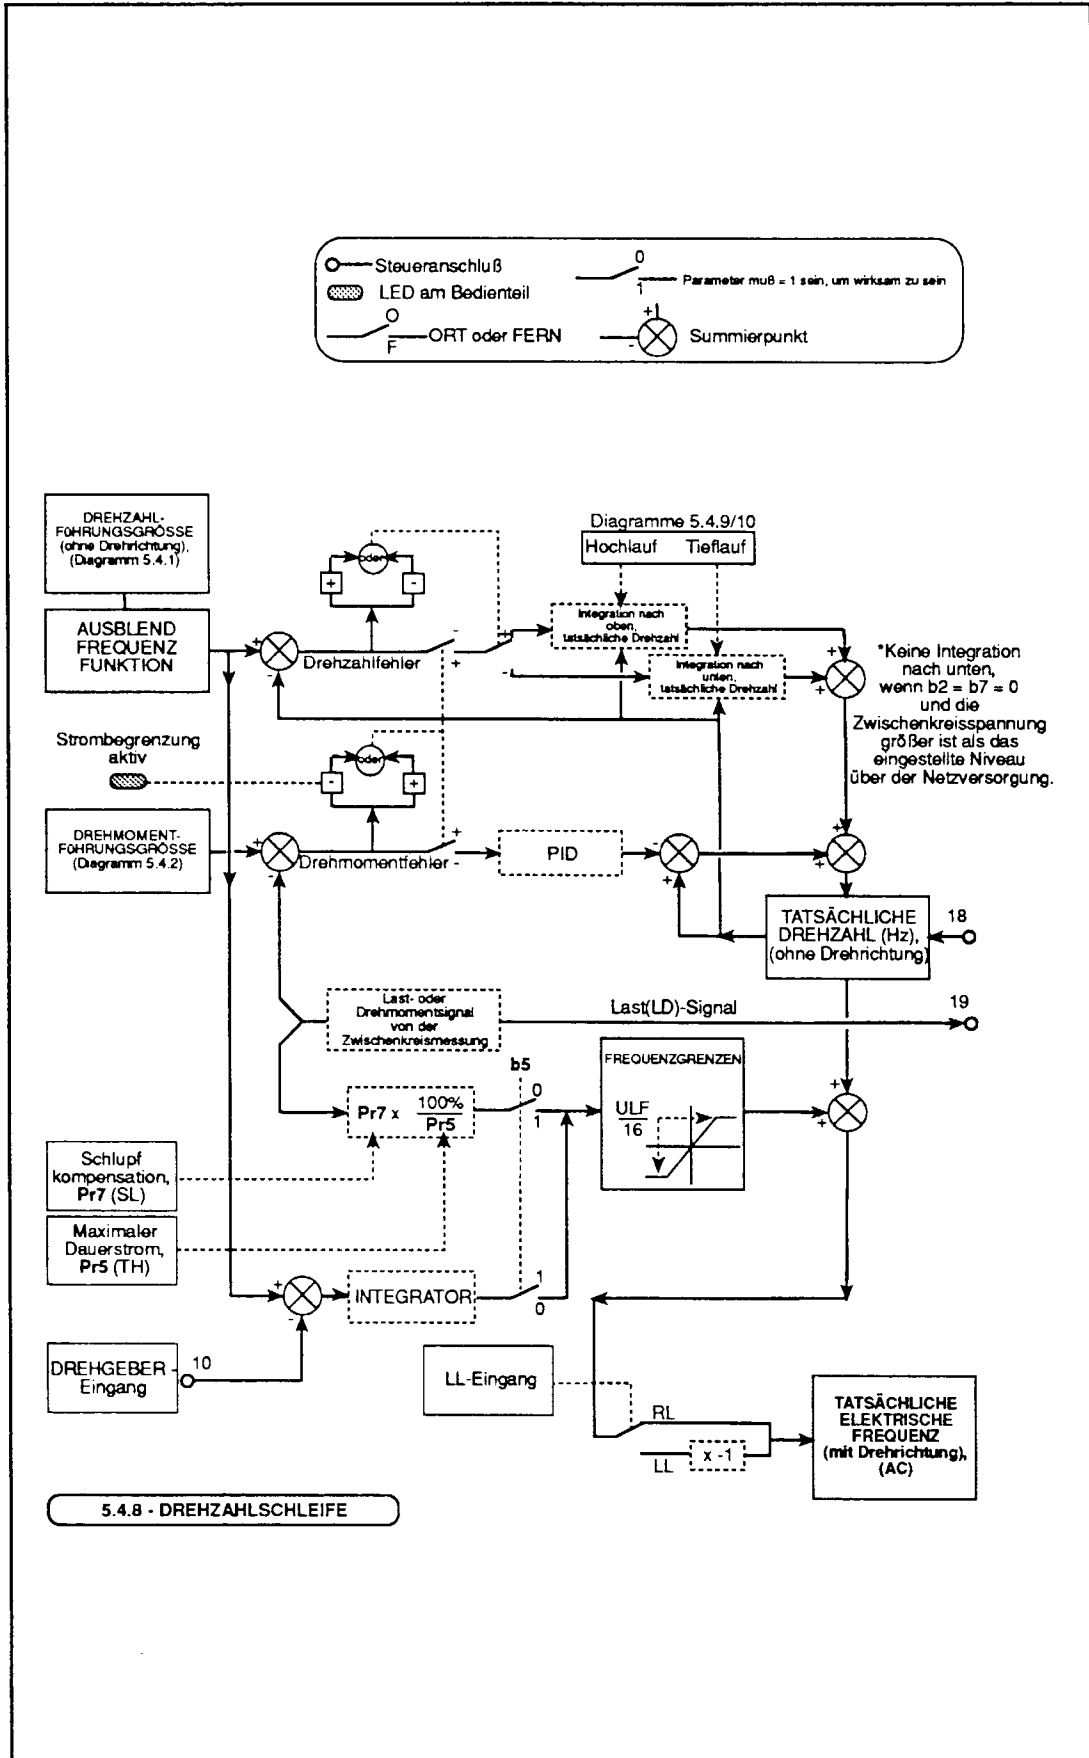 0
Steueranschluß
1
Parameter muß = 1 sein, um wirksam zu sein
LED am Bedienteil
O
F
ORT oder FERN
+
-
Summierpunkt
DREHZAHL-
FÜHRUNGSGRÖSSE
(ohne Drehrichtung),
(Diagramm 5.4.1)
AUSBLEND
FREQUENZ
FUNKTION
Diagramme 5.4.9/10
Hochlauf Tieflauf
oder
+
-
+
-
Drehzahlfehler
-
+
+
-
Integration nach
oben,
tatsächliche Drehzahl
Integration nach
unten,
tatsächliche Drehzahl
+
+
*Keine Integration
nach unten,
wenn b2 = b7 = 0
und die
Zwischenkreisspannung
größer ist als das
eingestellte Niveau
über der Netzversorgung.
Strombegrenzung
aktiv
oder
-
+
DREHMOMENT-
FÜHRUNGSGRÖSSE
(Diagramm 5.4.2)
+
-
Drehmomentfehler
+
-
PID
-
+
+
+
TATSÄCHLICHE
DREHZAHL (Hz),
(ohne Drehrichtung)
18
Last- oder
Drehmomentsignal
von der
Zwischenkreismessung
Last(LD)-Signal
19
b5
Pr7 x 100%
Pr5
0
1
FREQUENZGRENZEN
ULF
16
+
+
Schlupf
kompensation,
Pr7 (SL)
Maximaler
Dauerstrom,
Pr5 (TH)
+
-
INTEGRATOR
1
0
DREHGEBER -
Eingang
10
LL-Eingang
RL
LL
x -1
TATSÄCHLICHE
ELEKTRISCHE
FREQUENZ
(mit Drehrichtung),
(AC)
5.4.8 - DREHZAHLSCHLEIFE